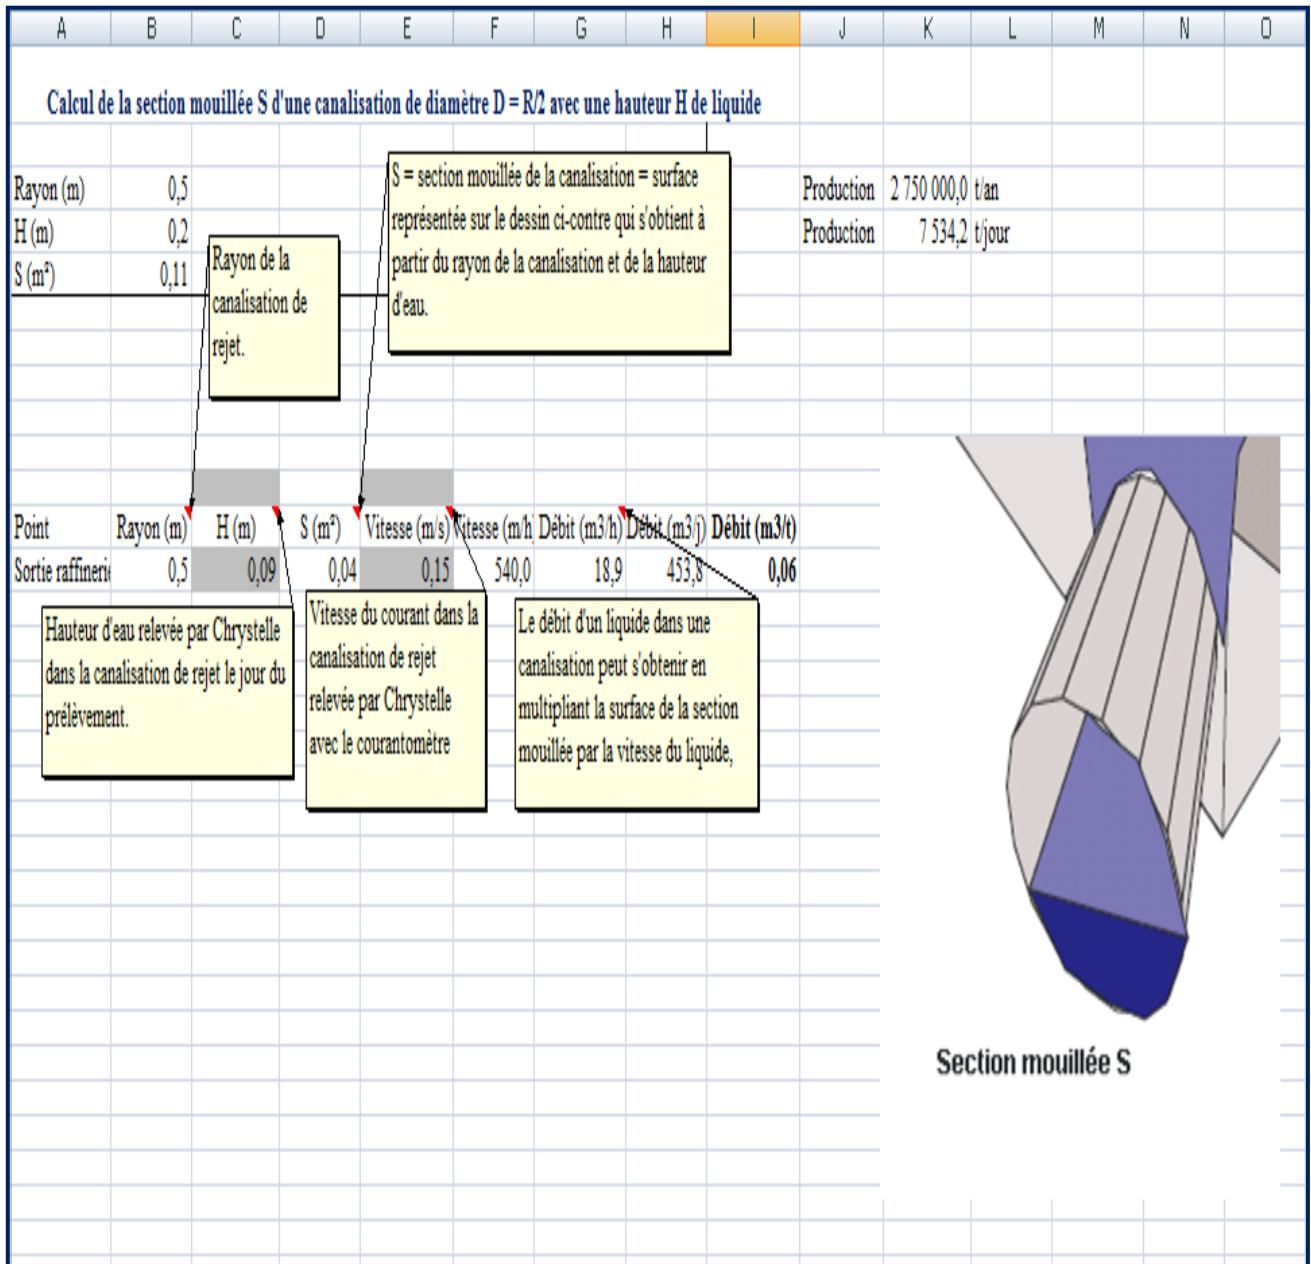 A B C D E F G H I J K L M N O
Calcul de la section mouillée S d'une canalisation de diamètre D = R/2 avec une hauteur H de liquide
Rayon (m) 0,5
H (m) 0,2
S (m²) 0,11
Rayon de la
canalisation de
rejet.
S = section mouillée de la canalisation = surface
représentée sur le dessin ci-contre qui s'obtient à
partir du rayon de la canalisation et de la hauteur
d'eau.
Production 2 750 000,0 t/an
Production 7 534,2 t/jour
Point Rayon (m) H (m) S (m²) Vitesse (m/s) Vitesse (m/h Débit (m3/h) Débit (m3/j) Débit (m3/t)
Sortie raffinerie 0,5 0,09 0,04 0,15 540,0 18,9 453,8 0,06
Hauteur d'eau relevée par Chrystelle
dans la canalisation de rejet le jour du
prélèvement.
Vitesse du courant dans la
canalisation de rejet
relevée par Chrystelle
avec le courantomètre
Le débit d'un liquide dans une
canalisation peut s'obtenir en
multipliant la surface de la section
mouillée par la vitesse du liquide,
Section mouillée S